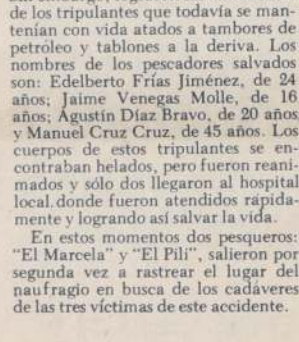 de los tripulantes que todavía se man-
tenían con vida atados a tambores de
petróleo y tablones a la deriva. Los
nombres de los pescadores salvados
son: Edelberto Frías Jiménez, de 24
años; Jaime Venegas Molle, de 16
años; Agustín Díaz Bravo, de 20 años
y Manuel Cruz Cruz, de 45 años. Los
cuerpos de estos tripulantes se en-
contraban helados, pero fueron reani-
mados y sólo dos llegaron al hospital
local, donde fueron atendidos rápida-
mente y logrando así salvar la vida.
En estos momentos dos pesqueros:
"El Marcela" y "El Pili", salieron por
segunda vez a rastrear el lugar del
naufragio en busca de los cadáveres
de las tres víctimas de este accidente.